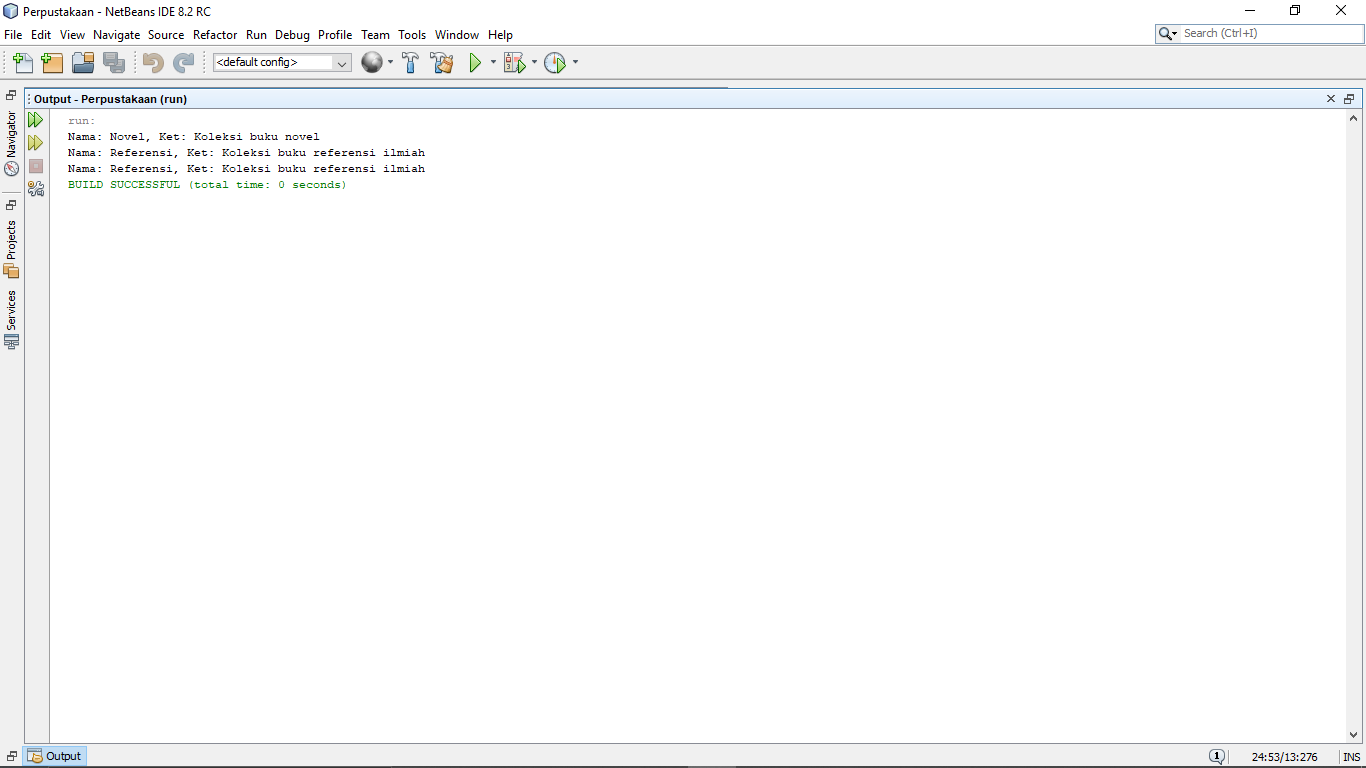 Perpustakaan - NetBeans IDE 8.2 RC
File Edit View Navigate Source Refactor Run Debug Profile Team Tools Window Help
Search (Ctrl+I)
<default config>
Output - Perpustakaan (run)
Navigator
Projects
Services
run:
Nama: Novel, Ket: Koleksi buku novel
Nama: Referensi, Ket: Koleksi buku referensi ilmiah
Nama: Referensi, Ket: Koleksi buku referensi ilmiah
BUILD SUCCESSFUL (total time: 0 seconds)
Output
1
24:53/13:276
INS